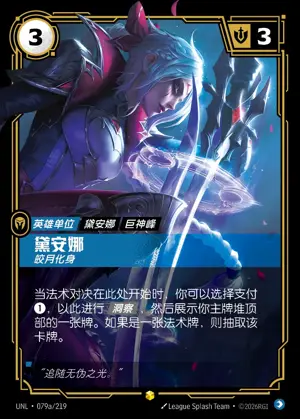 3
3
英雄单位 黛安娜 巨神峰
黛安娜
皎月化身
当法术对决在此处开始时，你可以选择支付
1，以此进行 洞察 ，然后展示你主牌堆顶
部的一张牌。如果是一张法术牌，则抽取该
卡牌。
“追随无伪之光。”
UNL • 079a/219
League Splash Team
©2026RGI